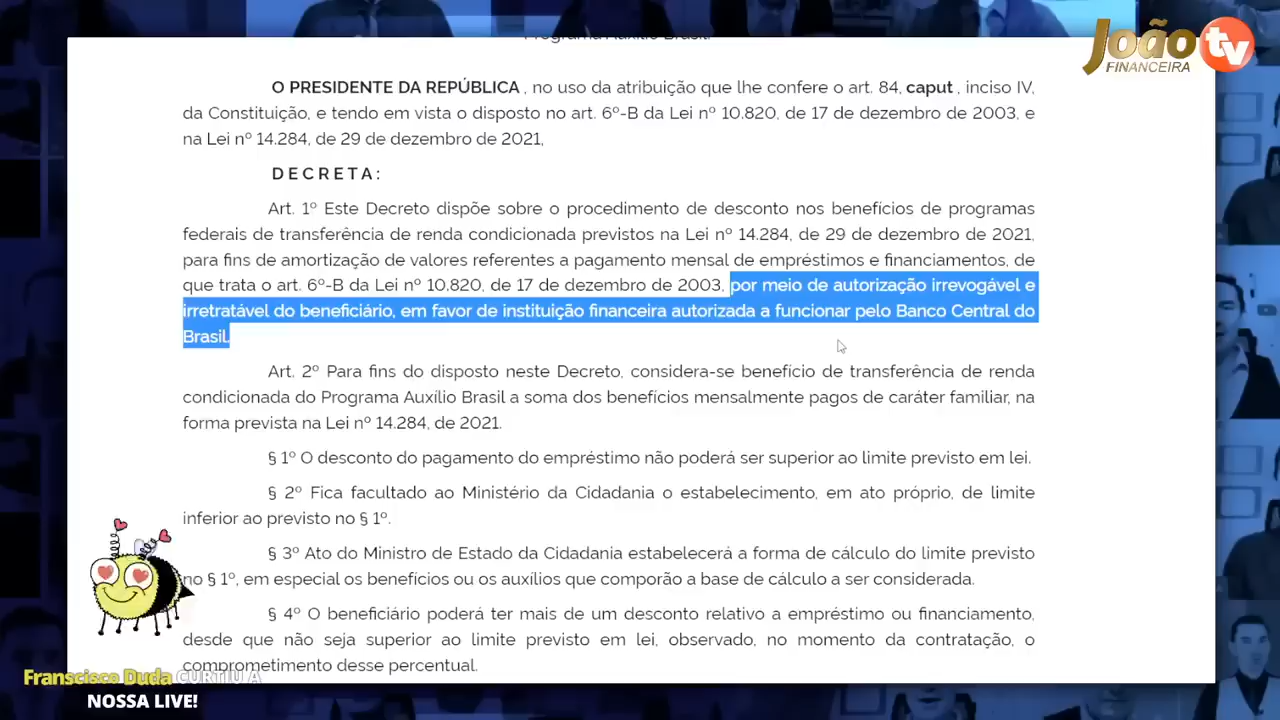 Programa Auxílio Brasil.
João tv
FINANCEIRA
O PRESIDENTE DA REPÚBLICA , no uso da atribuição que lhe confere o art. 84, caput , inciso IV,
da Constituição, e tendo em vista o disposto no art. 6º-B da Lei nº 10.820, de 17 de dezembro de 2003, e
na Lei nº 14.284, de 29 de dezembro de 2021,
D E C R E T A :
Art. 1º Este Decreto dispõe sobre o procedimento de desconto nos benefícios de programas
federais de transferência de renda condicionada previstos na Lei nº 14.284, de 29 de dezembro de 2021,
para fins de amortização de valores referentes a pagamento mensal de empréstimos e financiamentos, de
que trata o art. 6º-B da Lei nº 10.820, de 17 de dezembro de 2003, por meio de autorização irrevogável e
irretratável do beneficiário, em favor de instituição financeira autorizada a funcionar pelo Banco Central do
Brasil.
Art. 2º Para fins do disposto neste Decreto, considera-se benefício de transferência de renda
condicionada do Programa Auxílio Brasil a soma dos benefícios mensalmente pagos de caráter familiar, na
forma prevista na Lei nº 14.284, de 2021.
§ 1º O desconto do pagamento do empréstimo não poderá ser superior ao limite previsto em lei.
§ 2º Fica facultado ao Ministério da Cidadania o estabelecimento, em ato próprio, de limite
inferior ao previsto no § 1º.
§ 3º Ato do Ministro de Estado da Cidadania estabelecerá a forma de cálculo do limite previsto
no § 1º, em especial os benefícios ou os auxílios que comporão a base de cálculo a ser considerada.
§ 4º O beneficiário poderá ter mais de um desconto relativo a empréstimo ou financiamento,
desde que não seja superior ao limite previsto em lei, observado, no momento da contratação, o
comprometimento desse percentual.
Franscisco Duda CURTIU A
NOSSA LIVE!